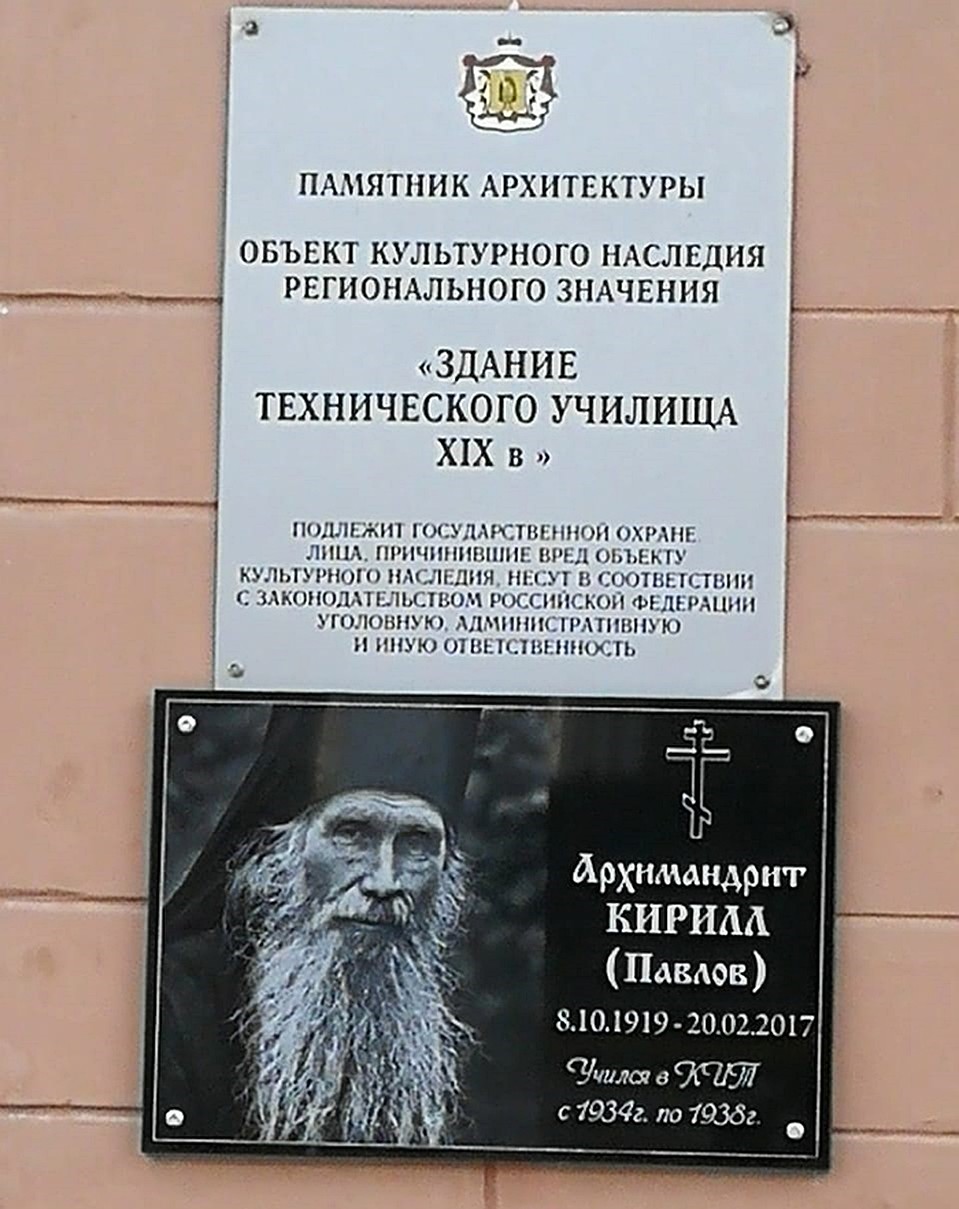 ПАМЯТНИК АРХИТЕКТУРЫ
ОБЪЕКТ КУЛЬТУРНОГО НАСЛЕДИЯ
РЕГИОНАЛЬНОГО ЗНАЧЕНИЯ
«ЗДАНИЕ
ТЕХНИЧЕСКОГО УЧИЛИЩА
XIX в »
ПОДЛЕЖИТ ГОСУДАРСТВЕННОЙ ОХРАНЕ
ЛИЦА, ПРИЧИНИВШИЕ ВРЕД ОБЪЕКТУ
КУЛЬТУРНОГО НАСЛЕДИЯ, НЕСУТ В СООТВЕТСТВИИ
С ЗАКОНОДАТЕЛЬСТВОМ РОССИЙСКОЙ ФЕДЕРАЦИИ
УГОЛОВНУЮ, АДМИНИСТРАТИВНУЮ
И ИНУЮ ОТВЕТСТВЕННОСТЬ
Архимандрит
КИРИЛЛ
(Павлов)
8.10.1919 - 20.02.2017
Учился в КИТ
с 1934г. по 1938г.